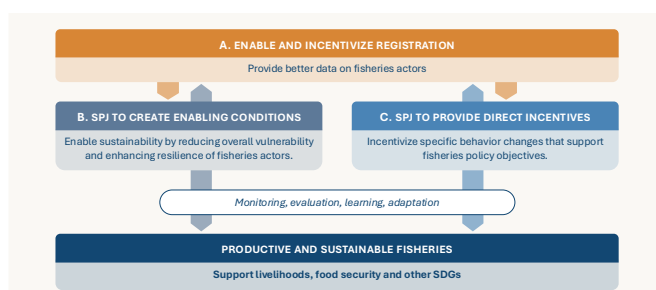 A. ENABLE AND INCENTIVIZE REGISTRATION
Provide better data on fisheries actors
B. SPJ TO CREATE ENABLING CONDITIONS
Enable sustainability by reducing overall vulnerability
and enhancing resilience of fisheries actors.
C. SPJ TO PROVIDE DIRECT INCENTIVES
Incentivize specific behavior changes that support
fisheries policy objectives.
Monitoring, evaluation, learning, adaptation
PRODUCTIVE AND SUSTAINABLE FISHERIES
Support livelihoods, food security and other SDGs